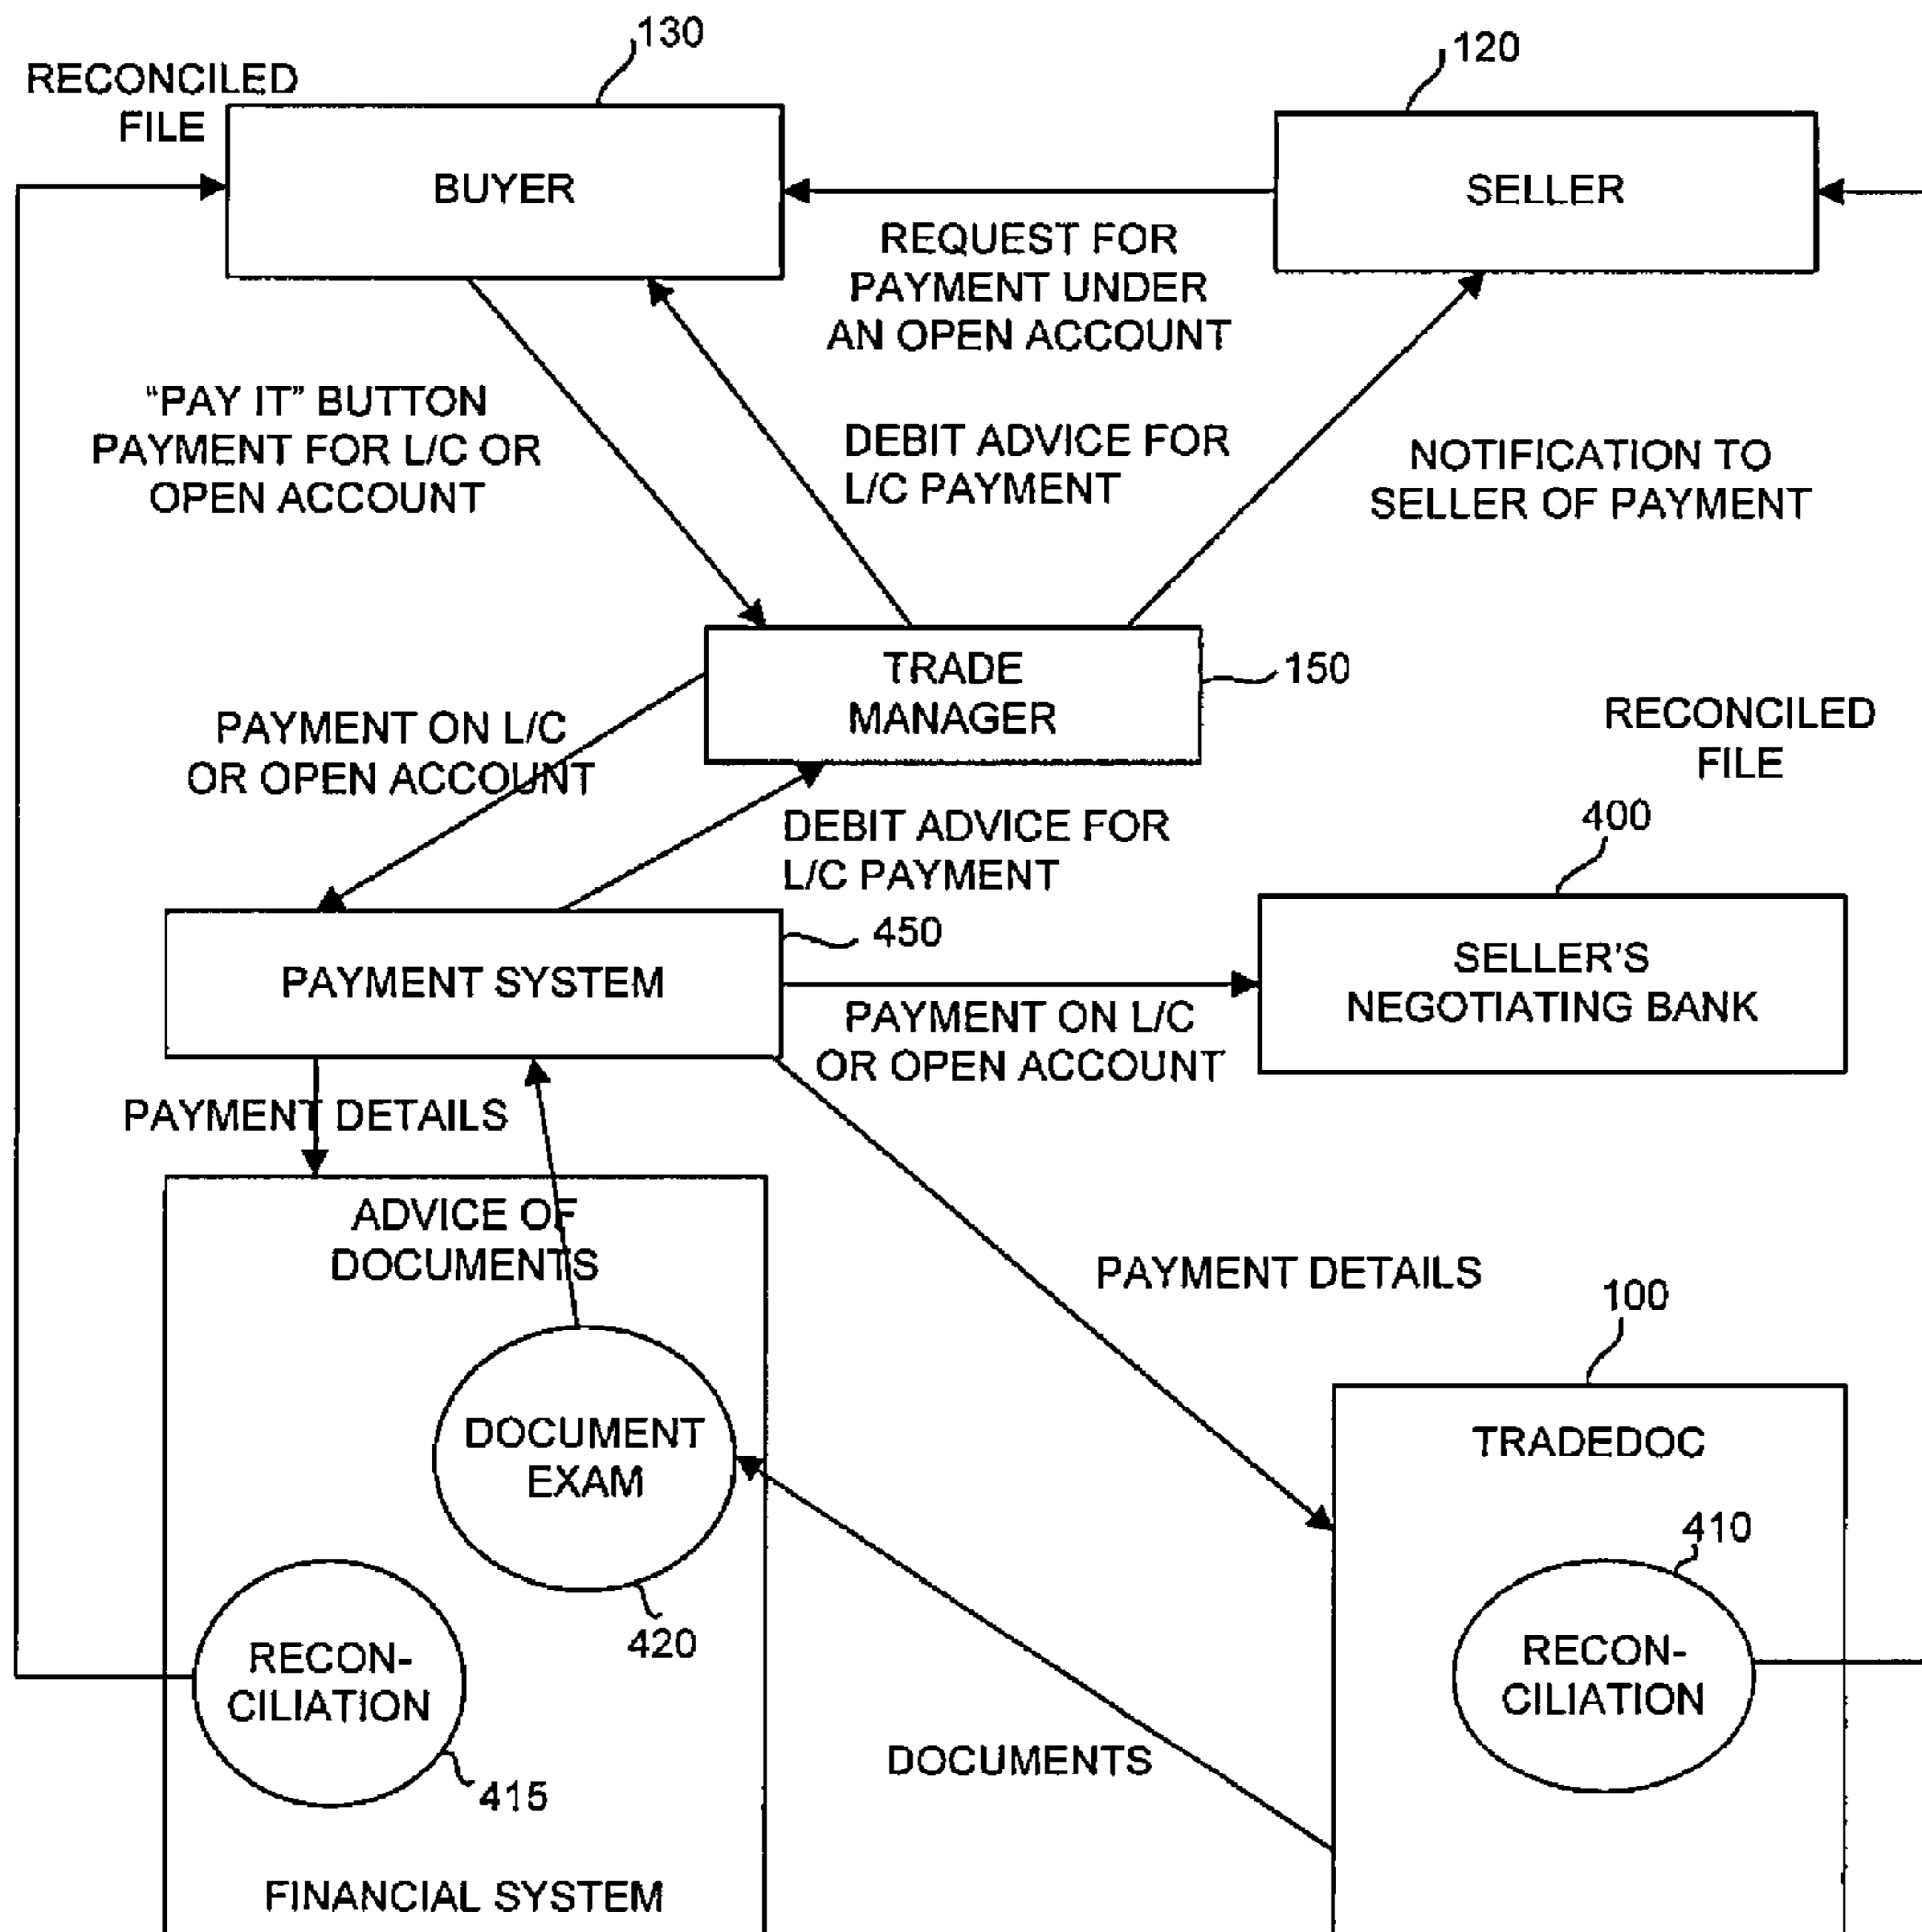 130
120
RECONCILED
FILE
BUYER
SELLER
REQUEST FOR
PAYMENT UNDER
AN OPEN ACCOUNT
“PAY IT” BUTTON
PAYMENT FOR L/C OR
OPEN ACCOUNT
DEBIT ADVICE FOR
L/C PAYMENT
NOTIFICATION TO
SELLER OF PAYMENT
TRADE
MANAGER
150
PAYMENT ON L/C
OR OPEN ACCOUNT
RECONCILED
FILE
DEBIT ADVICE FOR
L/C PAYMENT
400
450
PAYMENT SYSTEM
SELLER'S
NEGOTIATING BANK
PAYMENT ON L/C
OR OPEN ACCOUNT
PAYMENT DETAILS
ADVICE OF
DOCUMENTS
PAYMENT DETAILS
100
TRADEDOC
DOCUMENT
EXAM
410
420
RECON-
CILIATION
RECON-
CILIATION
DOCUMENTS
415
FINANCIAL SYSTEM